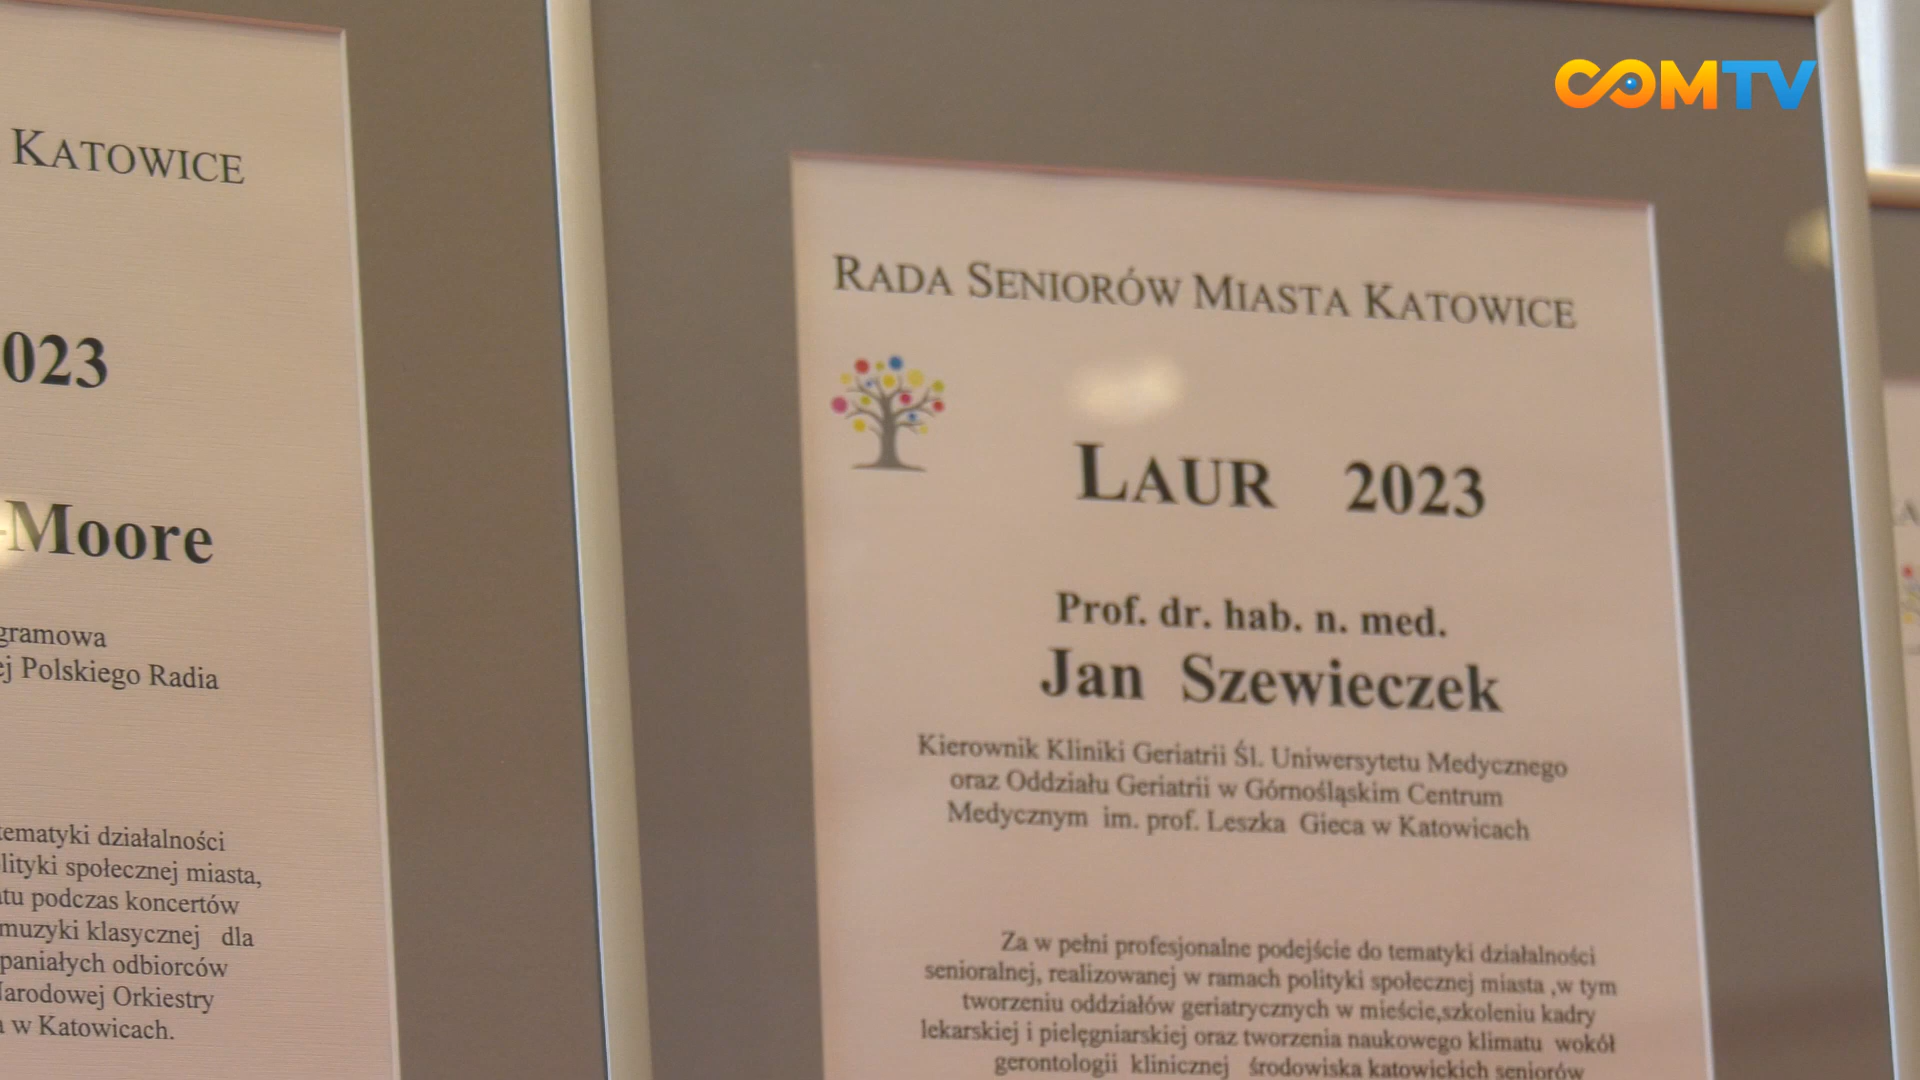 COMTV
KATOWICE
023
-Moore
gramowa
ej Polskiego Radia
tematyki działalności
lityki społecznej miasta,
atu podczas koncertów
muzyki klasycznej dla
paniałych odbiorców
Narodowej Orkiestry
w Katowicach.
RADA SENIORÓW MIASTA KATOWICE
LAUR 2023
Prof. dr. hab. n. med.
Jan Szewieczek
Kierownik Kliniki Geriatrii Śl. Uniwersytetu Medycznego
oraz Oddziału Geriatrii w Górnośląskim Centrum
Medycznym im. prof. Leszka Gieca w Katowicach
Za w pełni profesjonalne podejście do tematyki działalności
senioralnej, realizowanej w ramach polityki społecznej miasta ,w tym
tworzeniu oddziałów geriatrycznych w mieście,szkoleniu kadry
lekarskiej i pielęgniarskiej oraz tworzenia naukowego klimatu wokół
gerontologii klinicznej środowiska katowickich seniorów